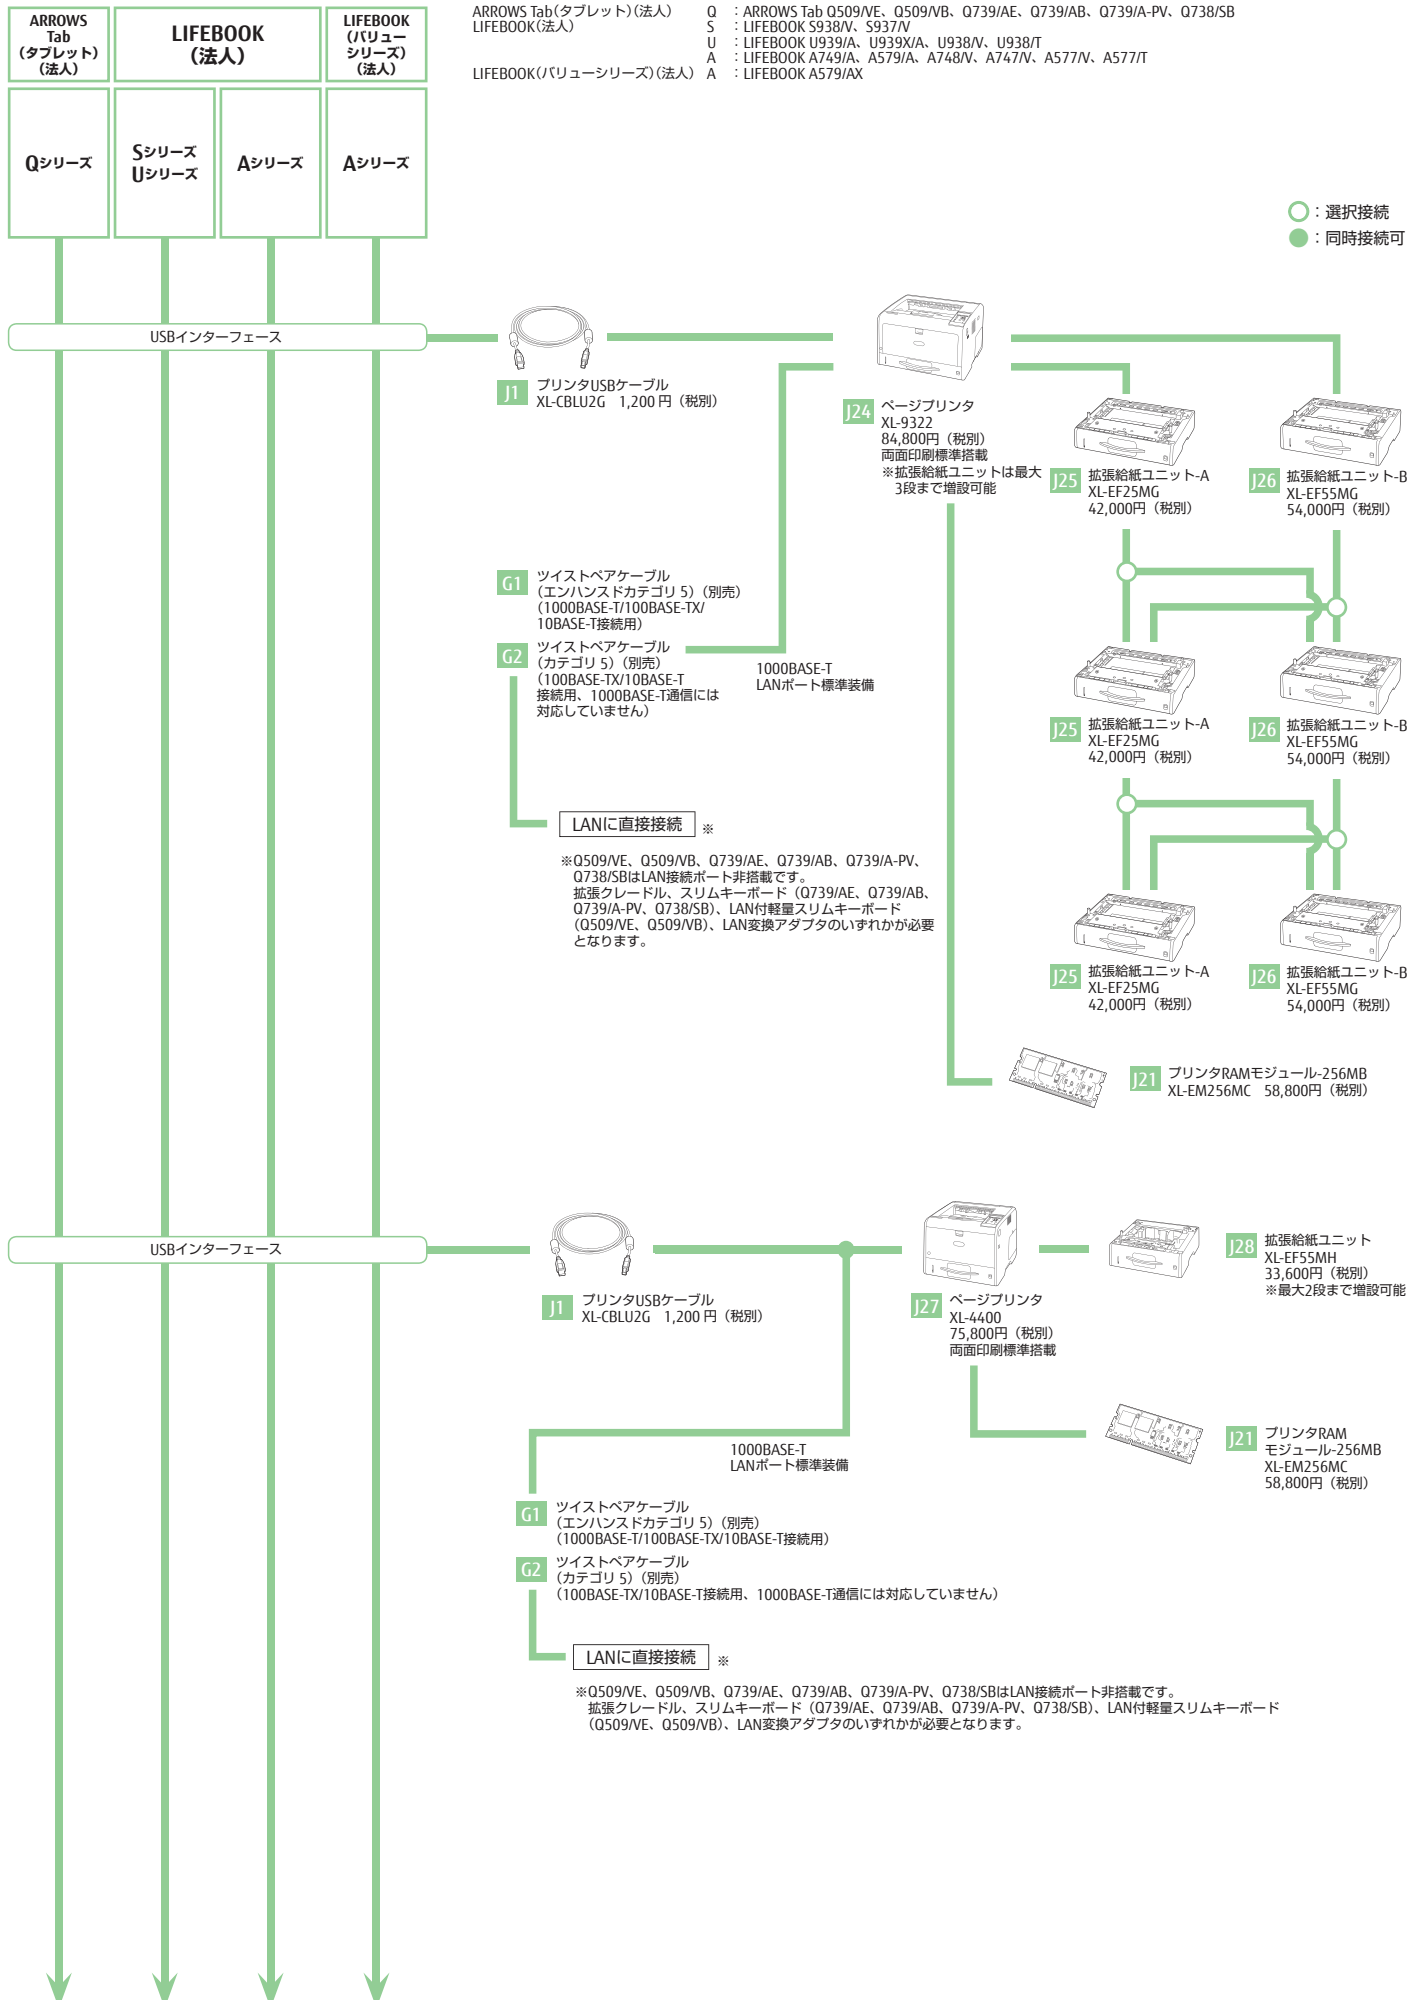 ARROWS
Tab
(タブレット)
(法人)
LIFEBOOK
(法人)
LIFEBOOK
(バリュー
シリーズ)
(法人)
ARROWS Tab(タブレット)(法人) Q :ARROWS Tab Q509/VE、Q509/VB、Q739/AE、Q739/AB、Q739/A-PV、Q738/SB
LIFEBOOK(法人) S :LIFEBOOK S938/V、S937/V
U :LIFEBOOK U939/A、U939X/A、U938/V、U938/T
A :LIFEBOOK A749/A、A579/A、A748/V、A747/V、A577/V、A577/T
LIFEBOOK(バリューシリーズ)(法人) A :LIFEBOOK A579/AX
Qシリーズ
Sシリーズ
Uシリーズ
Aシリーズ
Aシリーズ
:選択接続
:同時接続可
USBインターフェース
J1 プリンタUSBケーブル
XL-CBLU2G 1,200 円(税別)
J24 ページプリンタ
XL-9322
84,800円(税別)
両面印刷標準搭載
※拡張給紙ユニットは最大
3段まで増設可能
J25 拡張給紙ユニット-A
XL-EF25MG
42,000円(税別)
J26 拡張給紙ユニット-B
XL-EF55MG
54,000円(税別)
G1 ツイストペアケーブル
(エンハンスドカテゴリ 5)(別売)
(1000BASE-T/100BASE-TX/
10BASE-T接続用)
G2 ツイストペアケーブル
(カテゴリ 5)(別売)
(100BASE-TX/10BASE-T
接続用、1000BASE-T通信には
対応していません)
1000BASE-T
LANポート標準装備
J25 拡張給紙ユニット-A
XL-EF25MG
42,000円(税別)
J26 拡張給紙ユニット-B
XL-EF55MG
54,000円(税別)
LANに直接接続 ※
※Q509/VE、Q509/VB、Q739/AE、Q739/AB、Q739/A-PV、
Q738/SBはLAN接続ポート非搭載です。
拡張クレードル、スリムキーボード(Q739/AE、Q739/AB、
Q739/A-PV、Q738/SB)、LAN付軽量スリムキーボード
(Q509/VE、Q509/VB)、LAN変換アダプタのいずれかが必要
となります。
J25 拡張給紙ユニット-A
XL-EF25MG
42,000円(税別)
J26 拡張給紙ユニット-B
XL-EF55MG
54,000円(税別)
J21 プリンタRAMモジュール-256MB
XL-EM256MC 58,800円(税別)
USBインターフェース
J1 プリンタUSBケーブル
XL-CBLU2G 1,200 円(税別)
J27 ページプリンタ
XL-4400
75,800円(税別)
両面印刷標準搭載
J28 拡張給紙ユニット
XL-EF55MH
33,600円(税別)
※最大2段まで増設可能
J21 プリンタRAM
モジュール-256MB
XL-EM256MC
58,800円(税別)
1000BASE-T
LANポート標準装備
G1 ツイストペアケーブル
(エンハンスドカテゴリ 5)(別売)
(1000BASE-T/100BASE-TX/10BASE-T接続用)
G2 ツイストペアケーブル
(カテゴリ 5)(別売)
(100BASE-TX/10BASE-T接続用、1000BASE-T通信には対応していません)
LANに直接接続 ※
※Q509/VE、Q509/VB、Q739/AE、Q739/AB、Q739/A-PV、Q738/SBはLAN接続ポート非搭載です。
拡張クレードル、スリムキーボード(Q739/AE、Q739/AB、Q739/A-PV、Q738/SB)、LAN付軽量スリムキーボード
(Q509/VE、Q509/VB)、LAN変換アダプタのいずれかが必要となります。